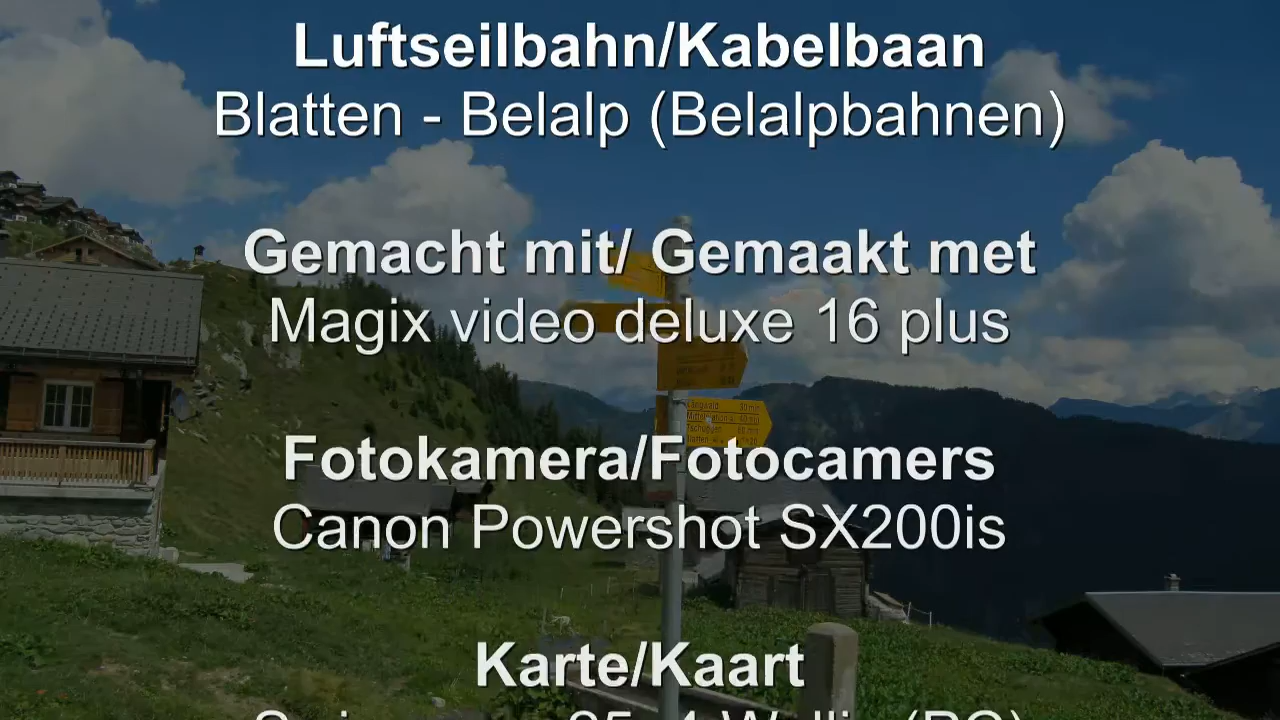 Luftseilbahn/Kabelbaan
Blatten - Belalp (Belalpbahnen)
Gemacht mit/ Gemaakt met
Magix video deluxe 16 plus
Fotokamera/Fotocamers
Canon Powershot SX200is
Karte/Kaart